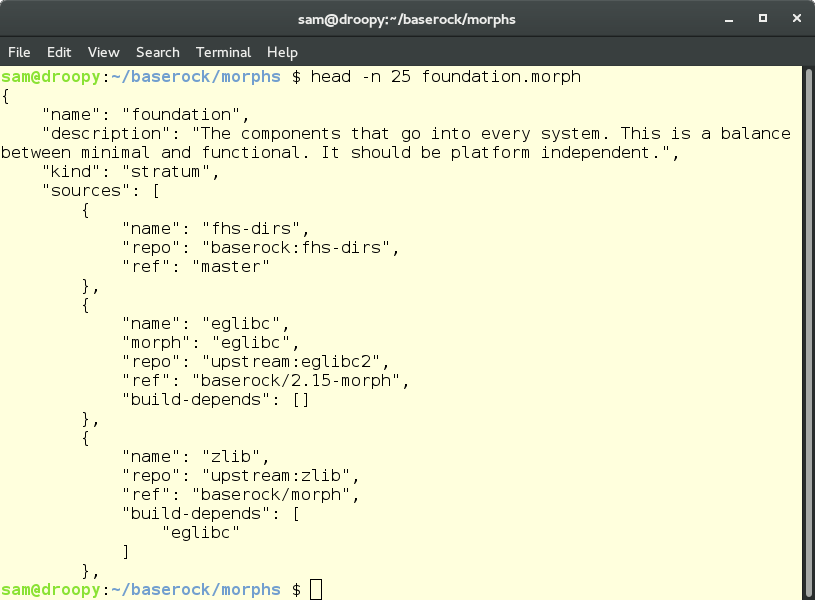 sam@droopy:~/baserock/morphs
File Edit View Search Terminal Help
sam@droopy:~/baserock/morphs $ head -n 25 foundation.morph
{
    "name": "foundation",
    "description": "The components that go into every system. This is a balance
between minimal and functional. It should be platform independent.",
    "kind": "stratum",
    "sources": [
        {
            "name": "fhs-dirs",
            "repo": "baserock:fhs-dirs",
            "ref": "master"
        },
        {
            "name": "eglibc",
            "morph": "eglibc",
            "repo": "upstream:eglibc2",
            "ref": "baserock/2.15-morph",
            "build-depends": []
        },
        {
            "name": "zlib",
            "repo": "upstream:zlib",
            "ref": "baserock/morph",
            "build-depends": [
                "eglibc"
            ]
        },
sam@droopy:~/baserock/morphs $